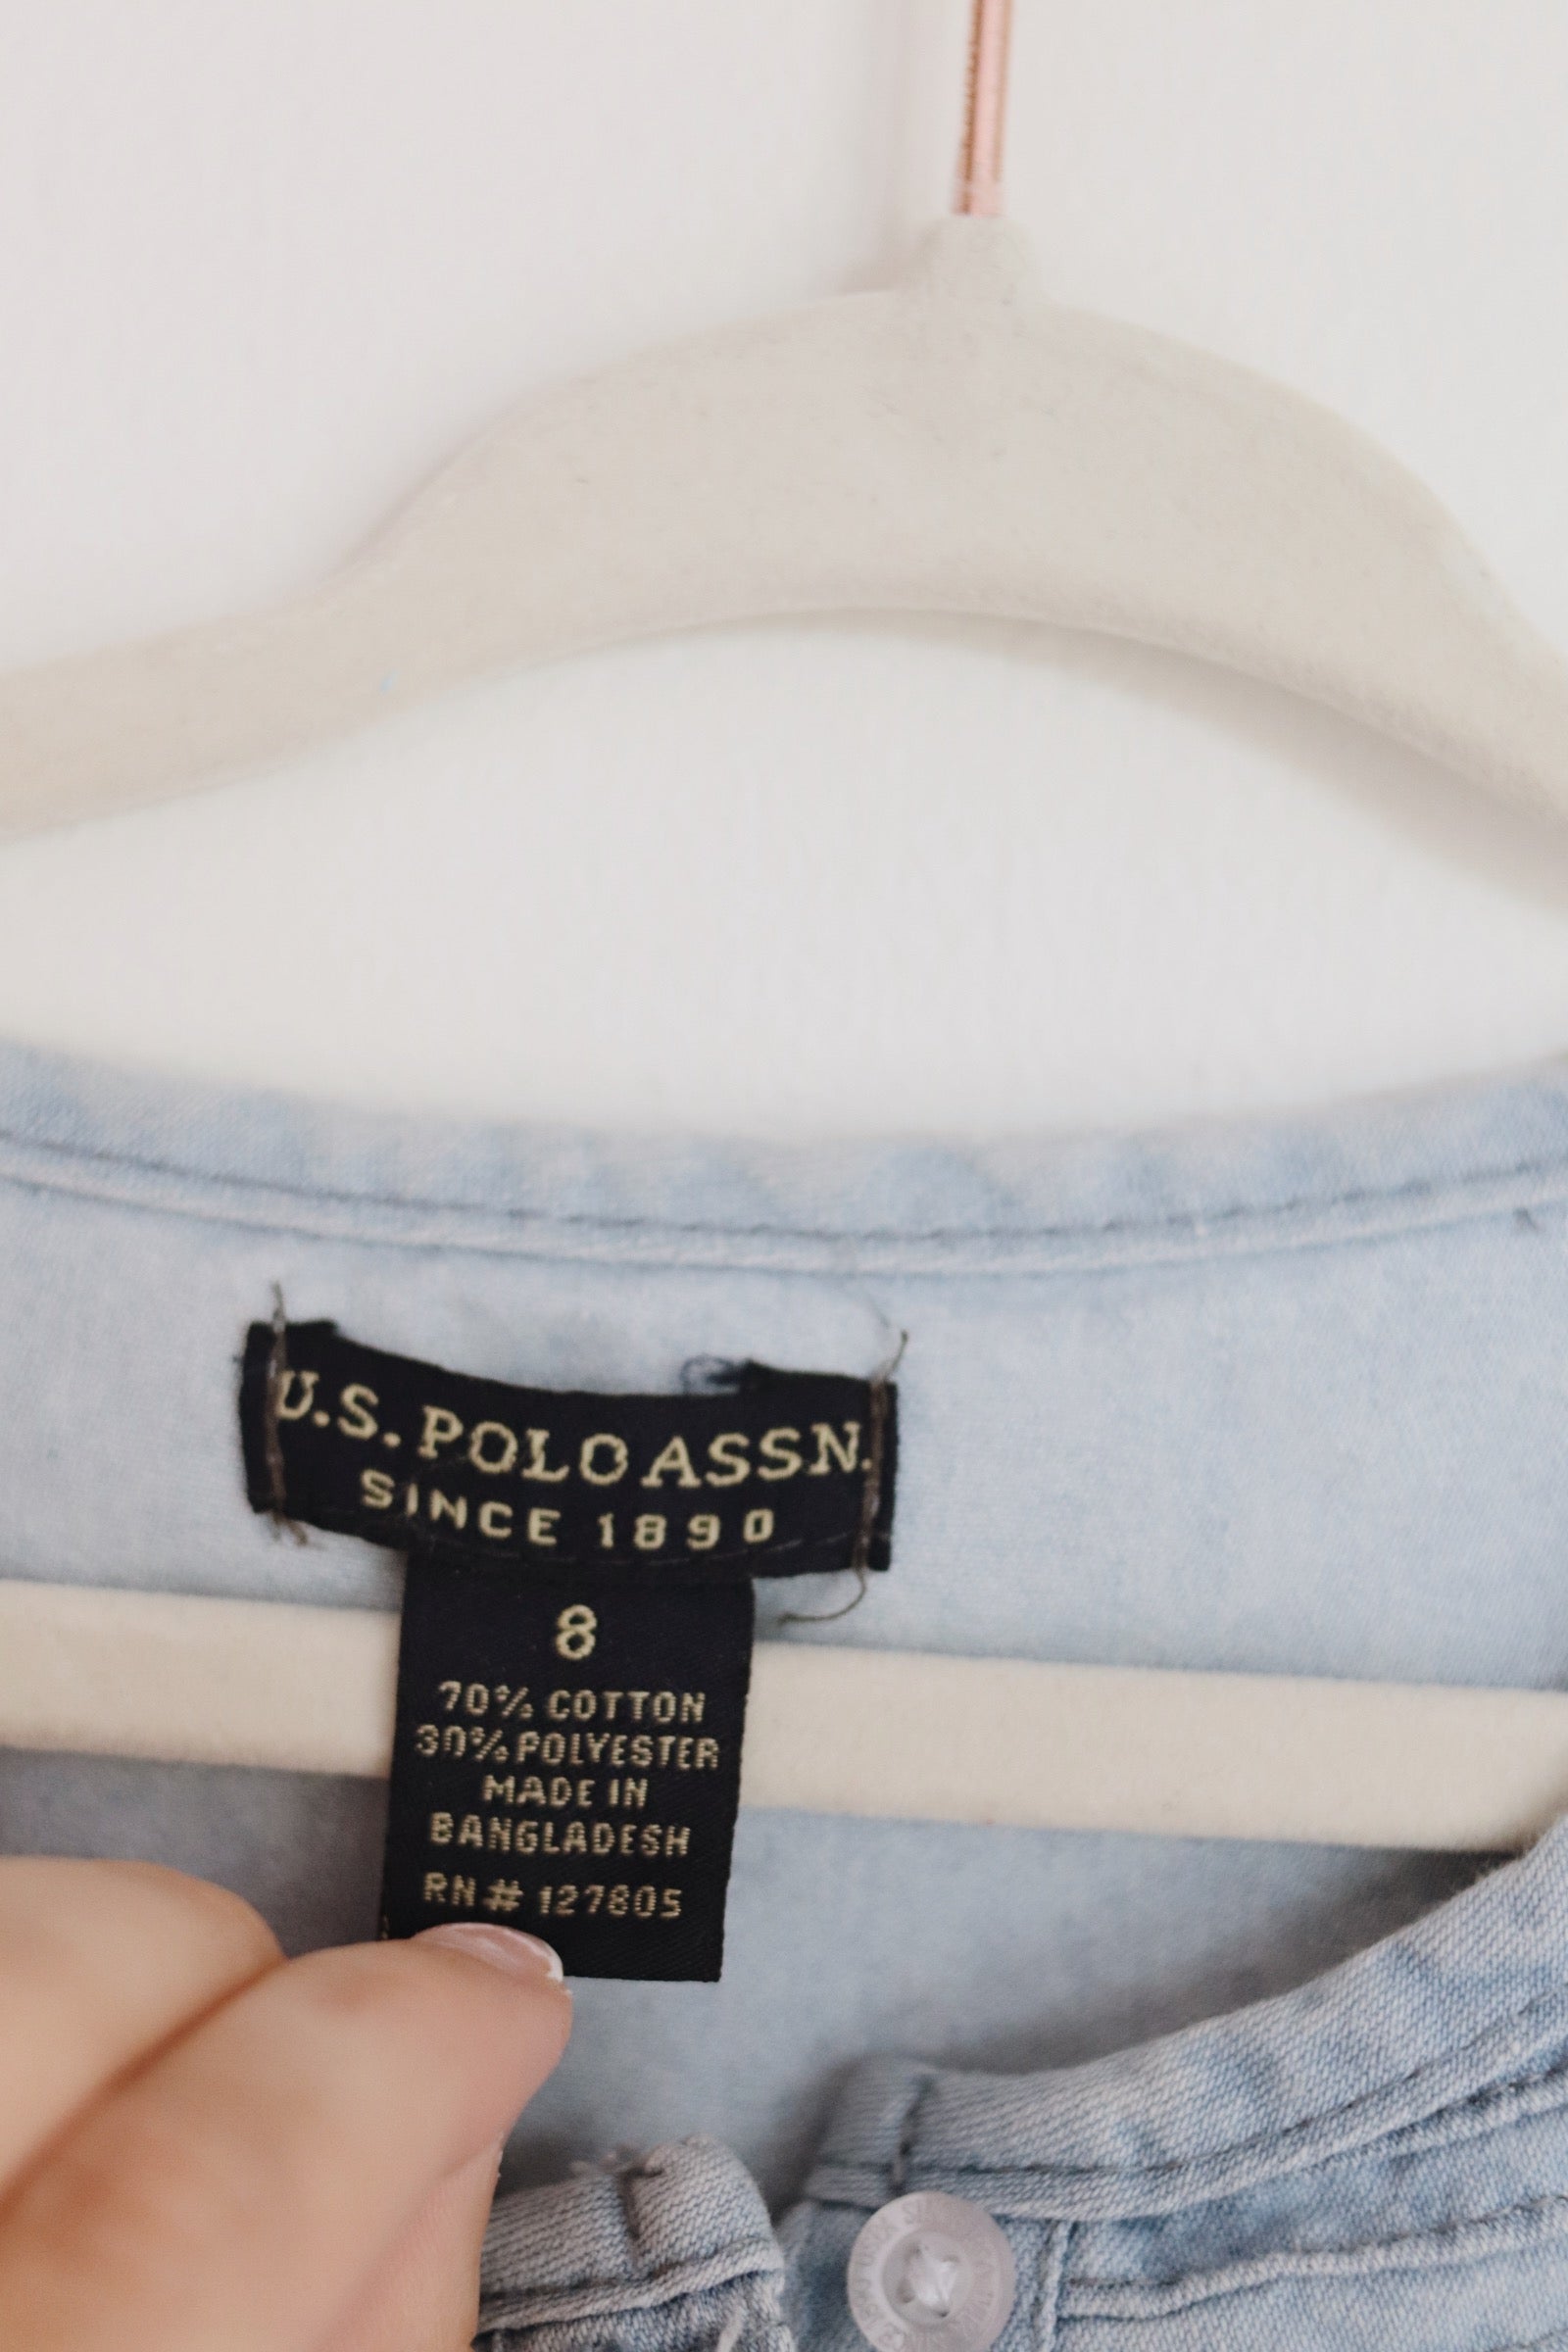 U.S. POLO ASSN.
SINCE 1890
8
70% COTTON
30% POLYESTER
MADE IN
BANGLADESH
RN# 127805